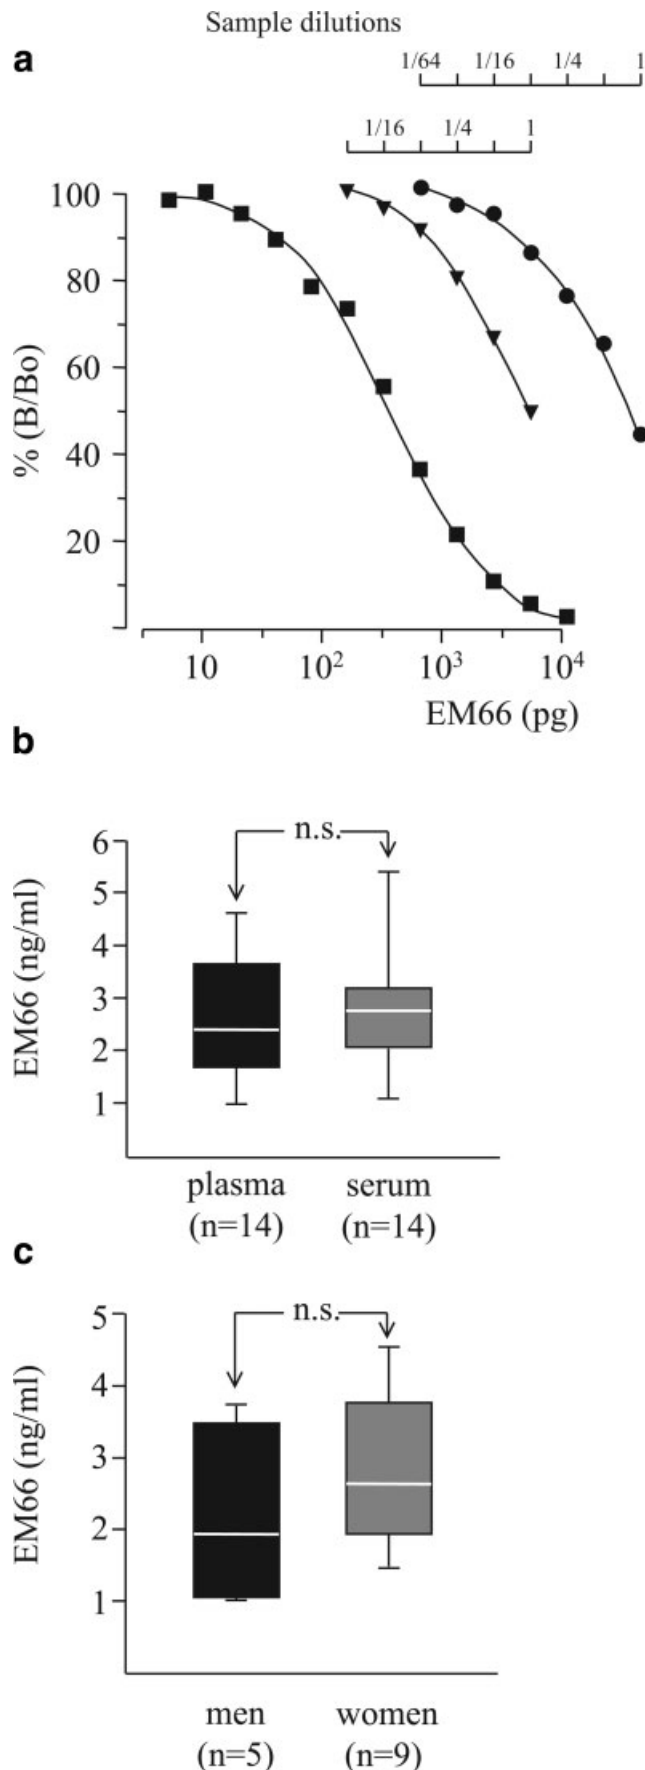 Sample dilutions
a
1/64 1/16 1/4 1
1/16 1/4 1
100
80
60
40
20
% (B/Bo)
10 10² 10³ 10⁴
EM66 (pg)
b
n.s.
6
5
4
3
2
1
EM66 (ng/ml)
plasma serum
(n=14) (n=14)
c
n.s.
5
4
3
2
1
EM66 (ng/ml)
men women
(n=5) (n=9)